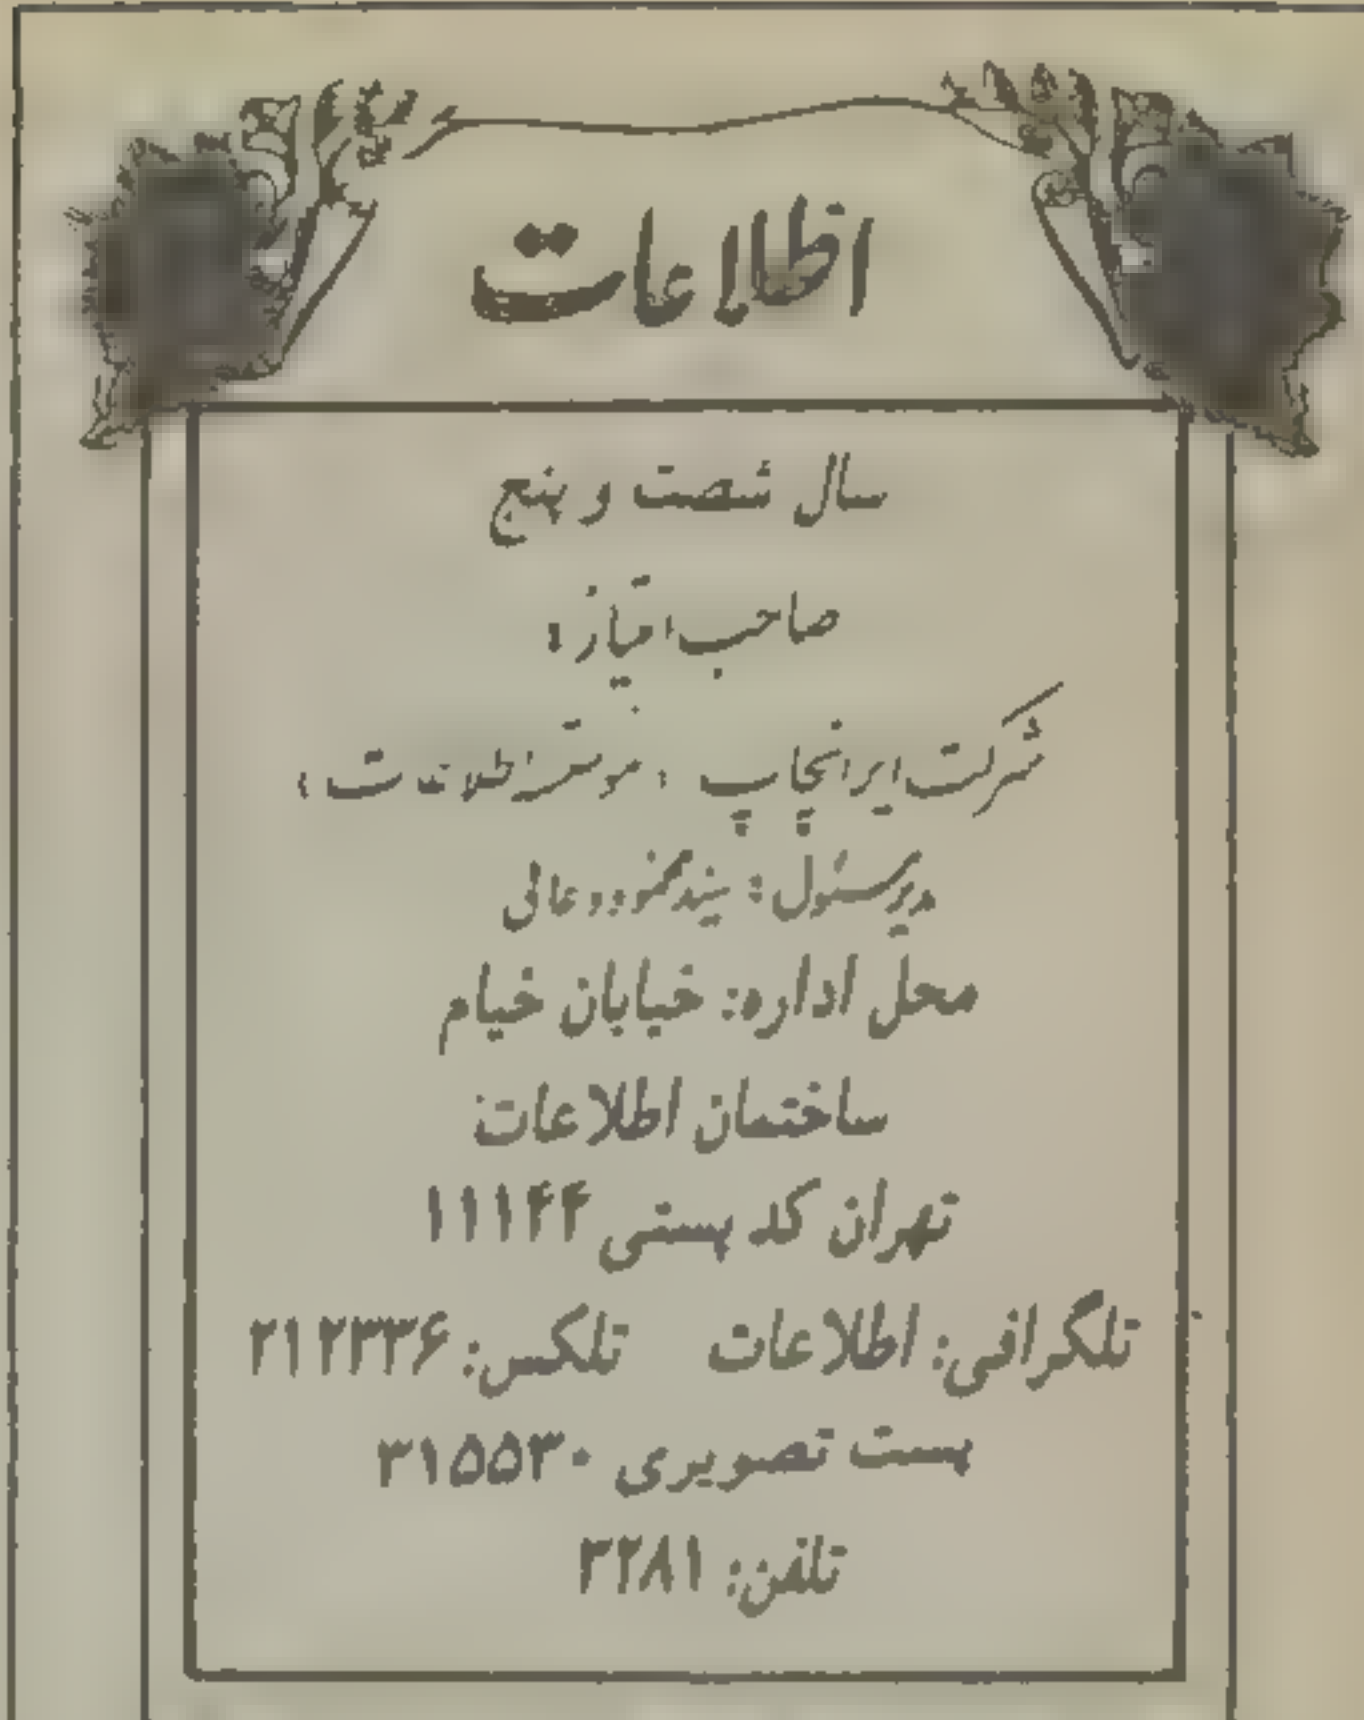 اطلاعات
سال شصت و پنج
صاحب امتیاز:
شرکت ایرانچاپ (موسسه اطلاعات)
مدیر مسئول: سید محمود دعائی
محل اداره: خیابان خیام
ساختمان اطلاعات
تهران کد پستی ۱۱۱۴۴
تلگرافی: اطلاعات تلکس: ۲۱۲۳۳۶
پست تصویری ۳۱۵۵۳۰
تلفن: ۳۲۸۱